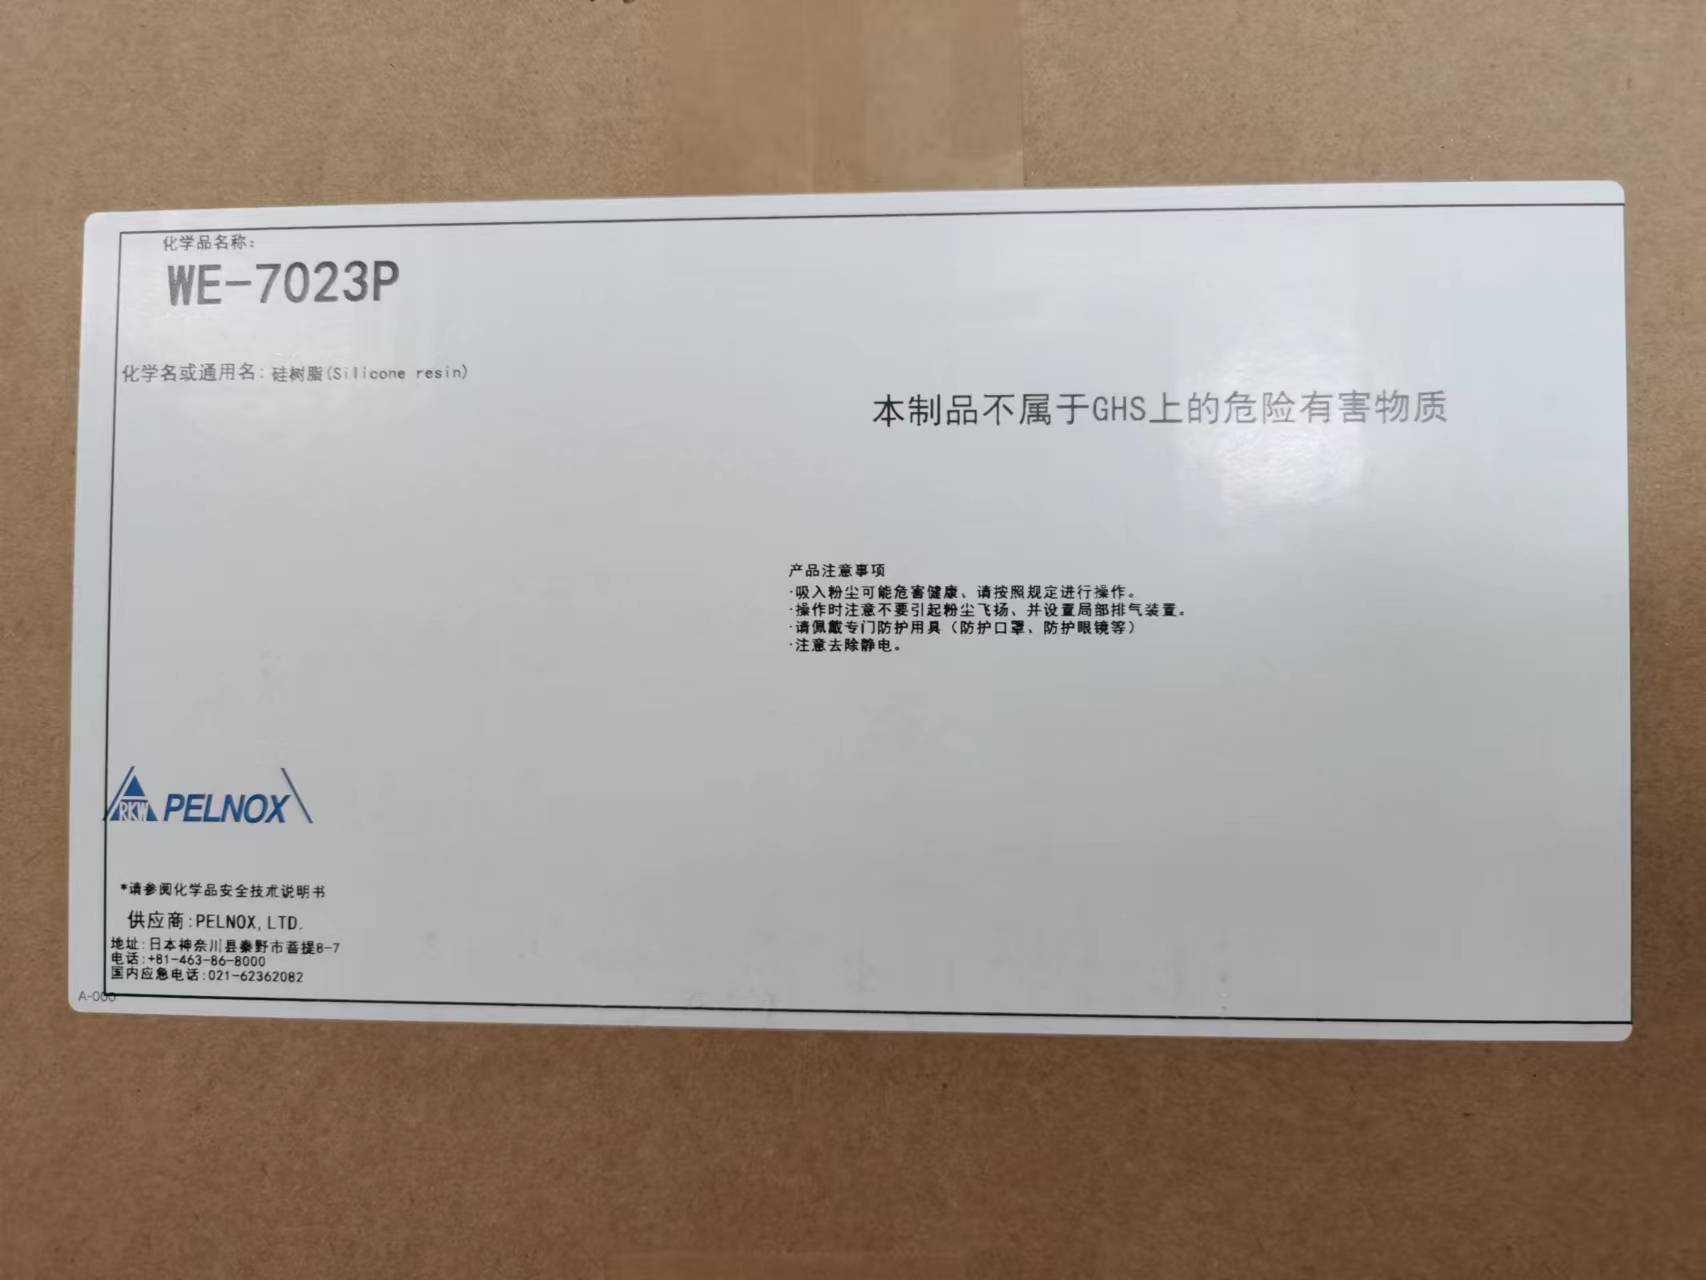 化学品名称:
WE-7023P
化学名或通用名:硅树脂(Silicone resin)
本制品不属于GHS上的危险有害物质
产品注意事项
·吸入粉尘可能危害健康、请按照规定进行操作。
·操作时注意不要引起粉尘飞扬、并设置局部排气装置。
·请佩戴专门防护用具（防护口罩、防护眼镜等）
·注意去除静电。
RKW PELNOX
*请参阅化学品安全技术说明书
供应商:PELNOX,LTD.
地址:日本神奈川县秦野市菩提8-7
电话:+81-463-86-8000
国内应急电话:021-62362082
A-000